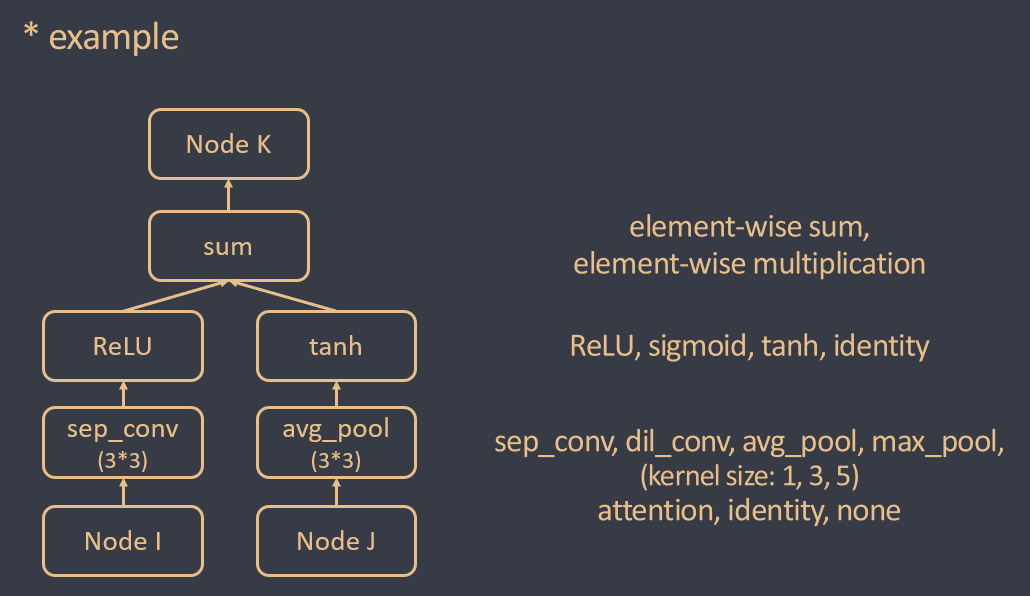 * example
Node K
sum
element-wise sum,
element-wise multiplication
ReLU
tanh
ReLU, sigmoid, tanh, identity
sep_conv
(3*3)
avg_pool
(3*3)
sep_conv, dil_conv, avg_pool, max_pool,
(kernel size: 1, 3, 5)
attention, identity, none
Node I
Node J